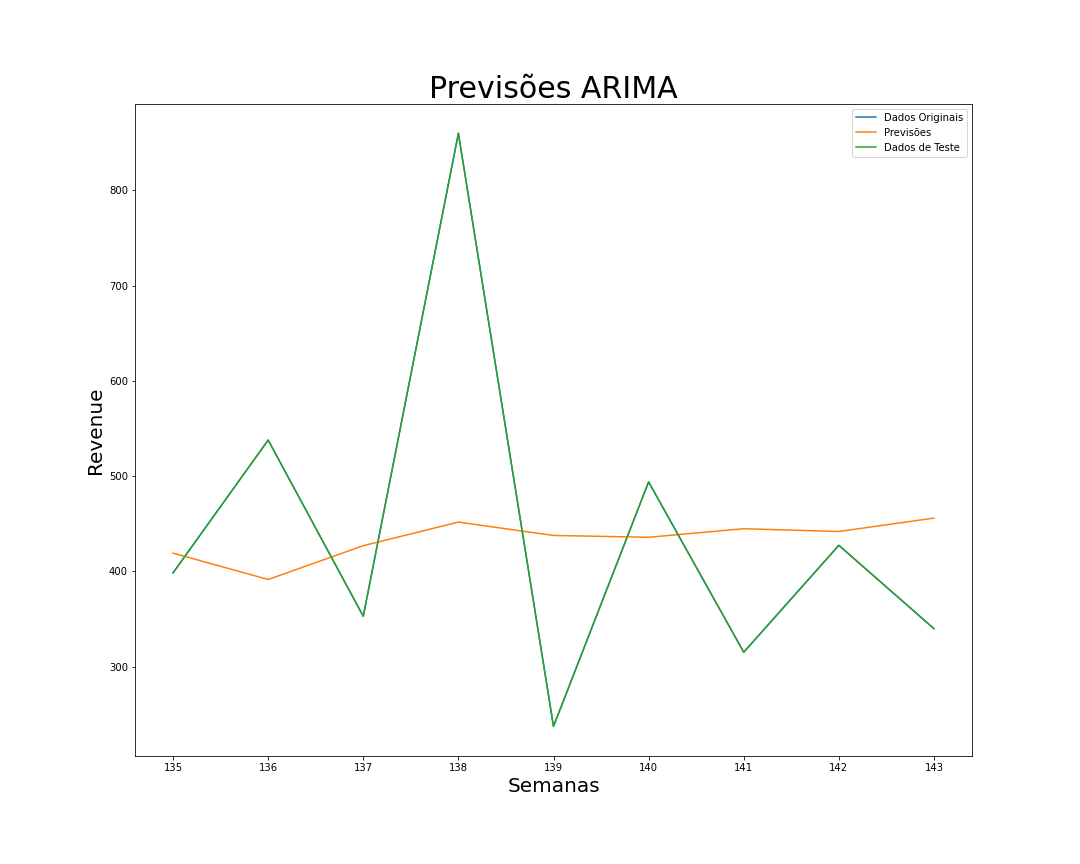 Previsões ARIMA
Dados Originais
Previsões
Dados de Teste
Revenue
800
700
600
500
400
300
135 136 137 138 139 140 141 142 143
Semanas